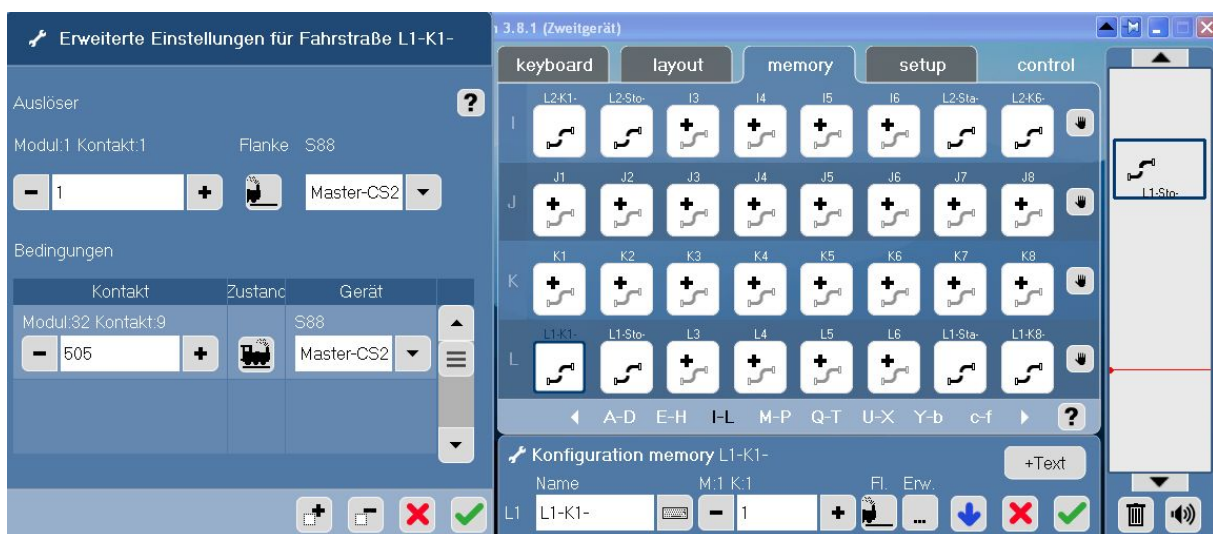 Erweiterte Einstellungen für Fahrstraße L1-K1-
Auslöser
?
Modul:1 Kontakt:1 Flanke S88
1 Master-CS2
Bedingungen
Kontakt Zustand Gerät
Modul:32 Kontakt:9 S88
505 Master-CS2
3.8.1 (Zweitgerät)
keyboard layout memory setup control
L2-K1- L2-Sto- I3 I4 I5 I6 L2-Sta- L2-K6-
I
J1 J2 J3 J4 J5 J6 J7 J8
J
K1 K2 K3 K4 K5 K6 K7 K8
K
L1-K1- L1-Sto- L3 L4 L5 L6 L1-Sta- L1-K8-
L
A-D E-H I-L M-P Q-T U-X Y-b c-f ?
Konfiguration memory L1-K1-
+Text
Name M:1 K:1 Fl. Erw.
L1 L1-K1- 1 ...
L1-Sto-